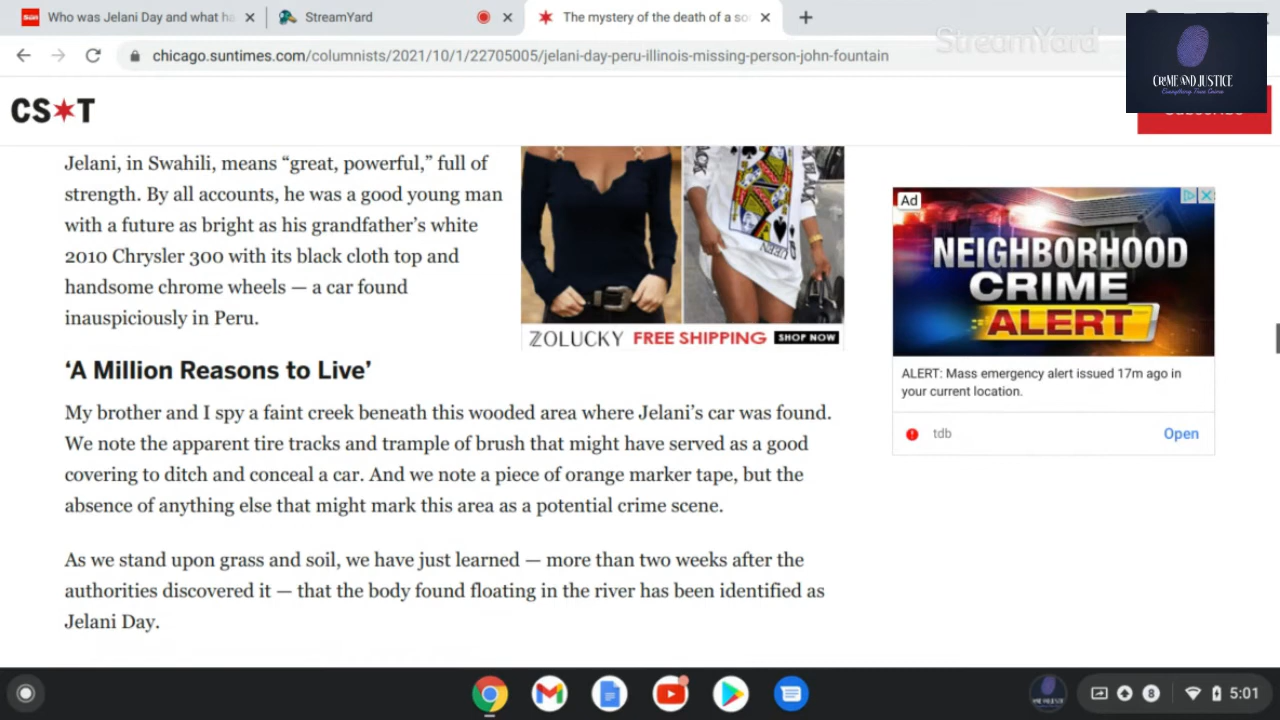 Who was Jelani Day and what ha
StreamYard
The mystery of the death of a so
StreamYard
chicago.suntimes.com/columnists/2021/10/1/22705005/jelani-day-peru-illinois-missing-person-john-fountain
CRIME AND JUSTICE
Everything True Crime
CS T
Jelani, in Swahili, means “great, powerful,” full of
strength. By all accounts, he was a good young man
with a future as bright as his grandfather’s white
2010 Chrysler 300 with its black cloth top and
handsome chrome wheels — a car found
inauspiciously in Peru.
QUEEN
ZOLUCKY FREE SHIPPING SHOP NOW
Ad
NEIGHBORHOOD
CRIME
ALERT
ALERT: Mass emergency alert issued 17m ago in
your current location.
tdb
Open
‘A Million Reasons to Live’
My brother and I spy a faint creek beneath this wooded area where Jelani’s car was found.
We note the apparent tire tracks and trample of brush that might have served as a good
covering to ditch and conceal a car. And we note a piece of orange marker tape, but the
absence of anything else that might mark this area as a potential crime scene.
As we stand upon grass and soil, we have just learned — more than two weeks after the
authorities discovered it — that the body found floating in the river has been identified as
Jelani Day.
8
5:01